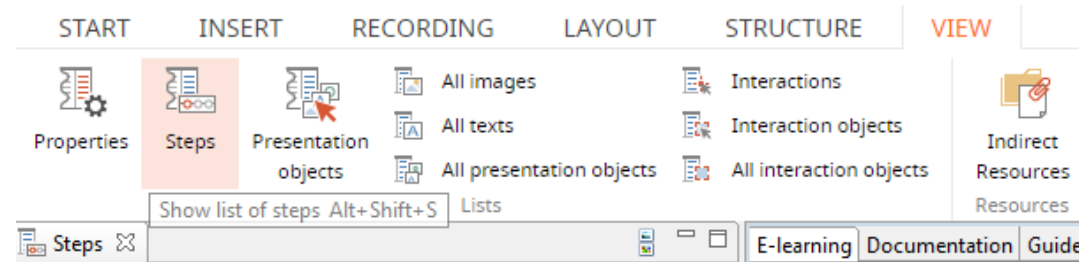 START INSERT RECORDING LAYOUT STRUCTURE VIEW
All images Interactions
Properties Steps Presentation objects All texts Interaction objects Indirect Resources
All presentation objects All interaction objects
Show list of steps Alt+Shift+S Lists Resources
Steps E-learning Documentation Guide